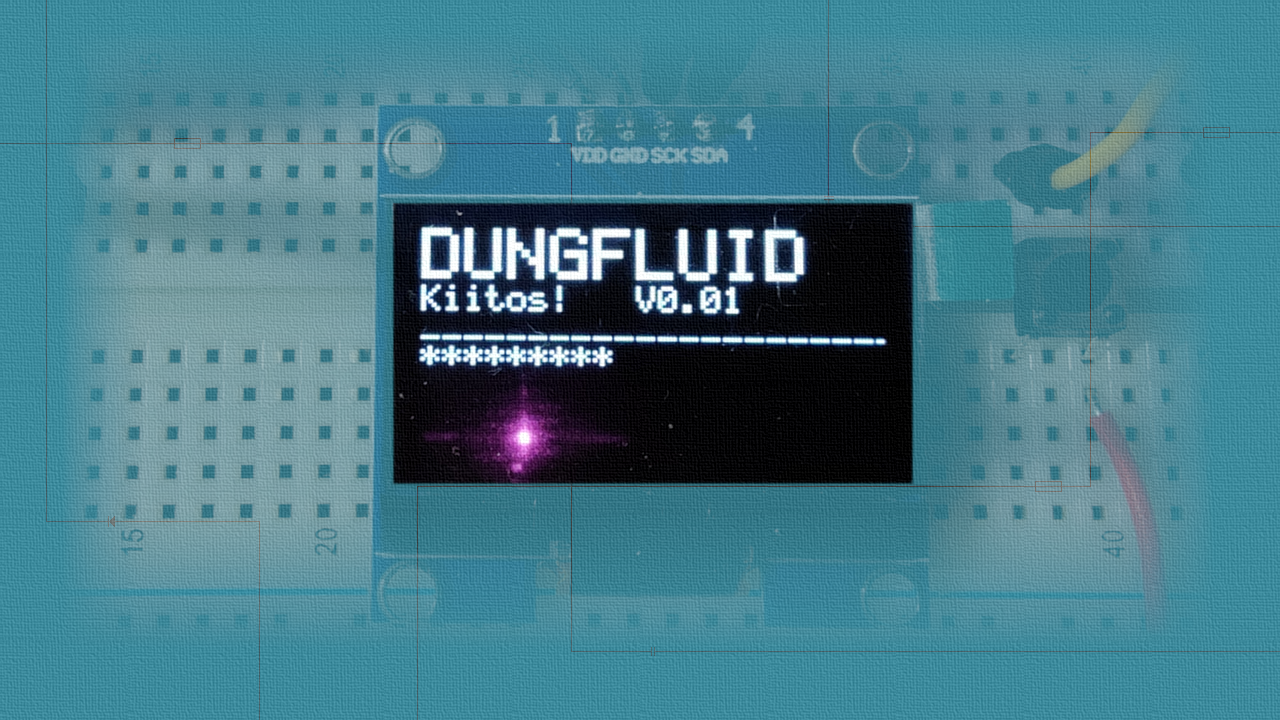 1 4
VDD GND SCK SDA
DUNGFLUID
Kiitos! V0.01
----------------------
*********
15 20 40